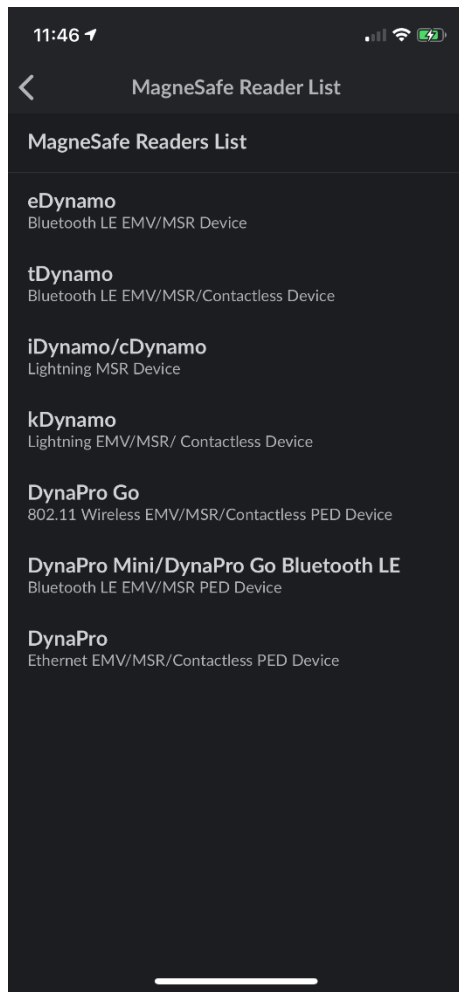 11:46
MagneSafe Reader List
MagneSafe Readers List
eDynamo
Bluetooth LE EMV/MSR Device
tDynamo
Bluetooth LE EMV/MSR/Contactless Device
iDynamo/cDynamo
Lightning MSR Device
kDynamo
Lightning EMV/MSR/ Contactless Device
DynaPro Go
802.11 Wireless EMV/MSR/Contactless PED Device
DynaPro Mini/DynaPro Go Bluetooth LE
Bluetooth LE EMV/MSR PED Device
DynaPro
Ethernet EMV/MSR/Contactless PED Device